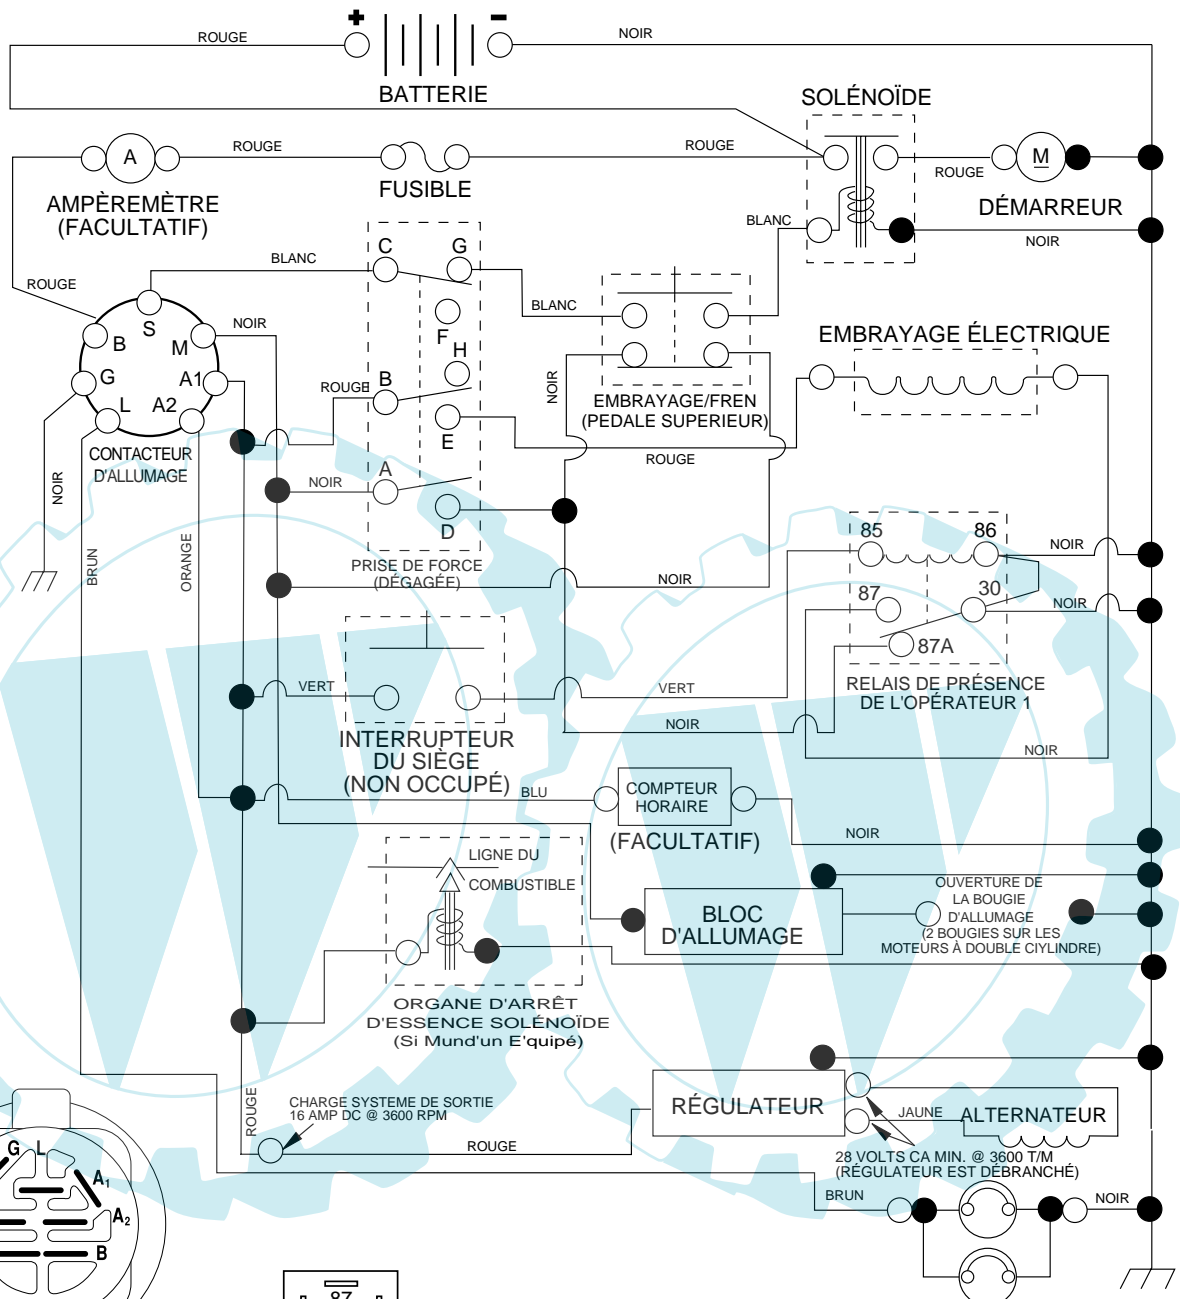 + -
ROUGE
NOIR
BATTERIE
SOLÉNOÏDE
A
ROUGE
ROUGE
ROUGE
M
AMPÈREMÈTRE
(FACULTATIF)
FUSIBLE
DÉMARREUR
BLANC
NOIR
ROUGE
BLANC
C G
BLANC
S
B
M
NOIR
F
H
EMBRAYAGE ÉLECTRIQUE
G
A1
L
A2
ROUGE
B
NOIR
EMBRAYAGE/FREN
(PEDALE SUPERIEUR)
E
ROUGE
CONTACTEUR
D'ALLUMAGE
NOIR
A
NOIR
D
BRUN
ORANGE
PRISE DE FORCE
(DÉGAGÉE)
NOIR
85 86
NOIR
87 30
NOIR
87A
RELAIS DE PRÉSENCE
DE L'OPÉRATEUR 1
VERT
VERT
NOIR
NOIR
INTERRUPTEUR
DU SIÈGE
(NON OCCUPÉ)
BLU
COMPTEUR
HORAIRE
(FACULTATIF)
NOIR
LIGNE DU
COMBUSTIBLE
BLOC
D'ALLUMAGE
OUVERTURE DE
LA BOUGIE
D'ALLUMAGE
(2 BOUGIES SUR LES
MOTEURS À DOUBLE CIYLINDRE)
ORGANE D'ARRÊT
D'ESSENCE SOLÉNOÏDE
(Si Mund'un E'quipé)
ROUGE
CHARGE SYSTEME DE SORTIE
16 AMP DC @ 3600 RPM
ROUGE
RÉGULATEUR
JAUNE
ALTERNATEUR
28 VOLTS CA MIN. @ 3600 T/M
(RÉGULATEUR EST DÉBRANCHÉ)
BRUN
NOIR
G L
A1
A2
B
87